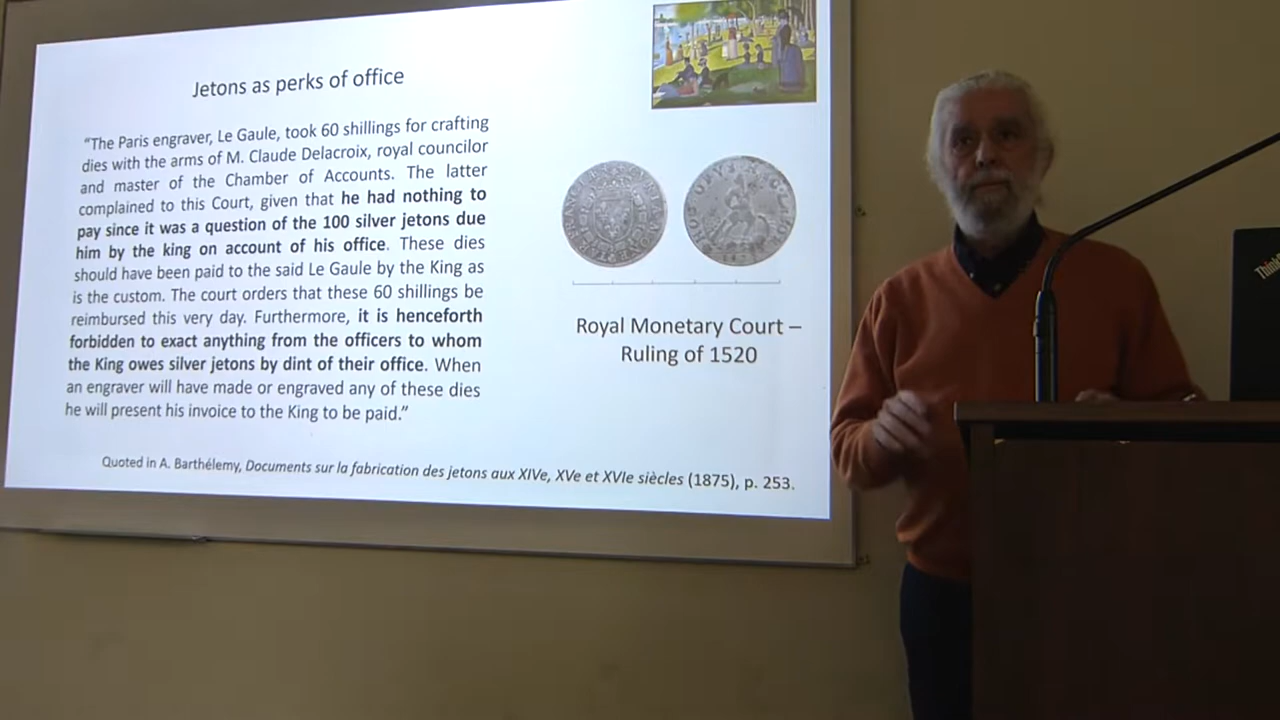 Jetons as perks of office
“The Paris engraver, Le Gaule, took 60 shillings for crafting
dies with the arms of M. Claude Delacroix, royal councilor
and master of the Chamber of Accounts. The latter
complained to this Court, given that he had nothing to
pay since it was a question of the 100 silver jetons due
him by the king on account of his office. These dies
should have been paid to the said Le Gaule by the King as
is the custom. The court orders that these 60 shillings be
reimbursed this very day. Furthermore, it is henceforth
forbidden to exact anything from the officers to whom
the King owes silver jetons by dint of their office. When
an engraver will have made or engraved any of these dies
he will present his invoice to the King to be paid.”
Royal Monetary Court –
Ruling of 1520
Quoted in A. Barthélemy, Documents sur la fabrication des jetons aux XIVe, XVe et XVIe siècles (1875), p. 253.